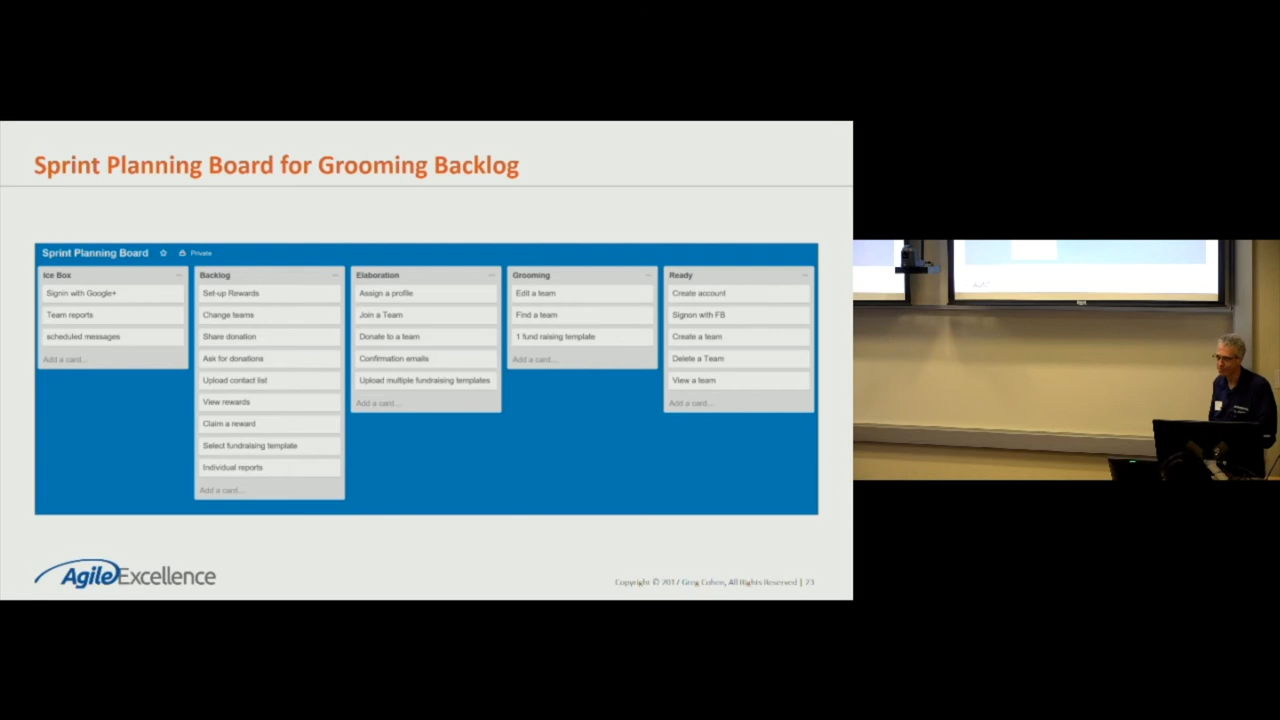 Sprint Planning Board for Grooming Backlog
Sprint Planning Board
Private
Ice Box
Signin with Google+
Team reports
scheduled messages
Add a card...
Backlog
Set-up Rewards
Change teams
Share donation
Ask for donations
Upload contact list
View rewards
Claim a reward
Select fundraising template
Individual reports
Add a card...
Elaboration
Assign a profile
Join a Team
Donate to a team
Confirmation emails
Upload multiple fundraising templates
Add a card...
Grooming
Edit a team
Find a team
1 fund raising template
Add a card...
Ready
Create account
Signon with FB
Create a team
Delete a Team
View a team
Add a card...
AgileExcellence
Copyright © 2017 Greg Cohen, All Rights Reserved | 23